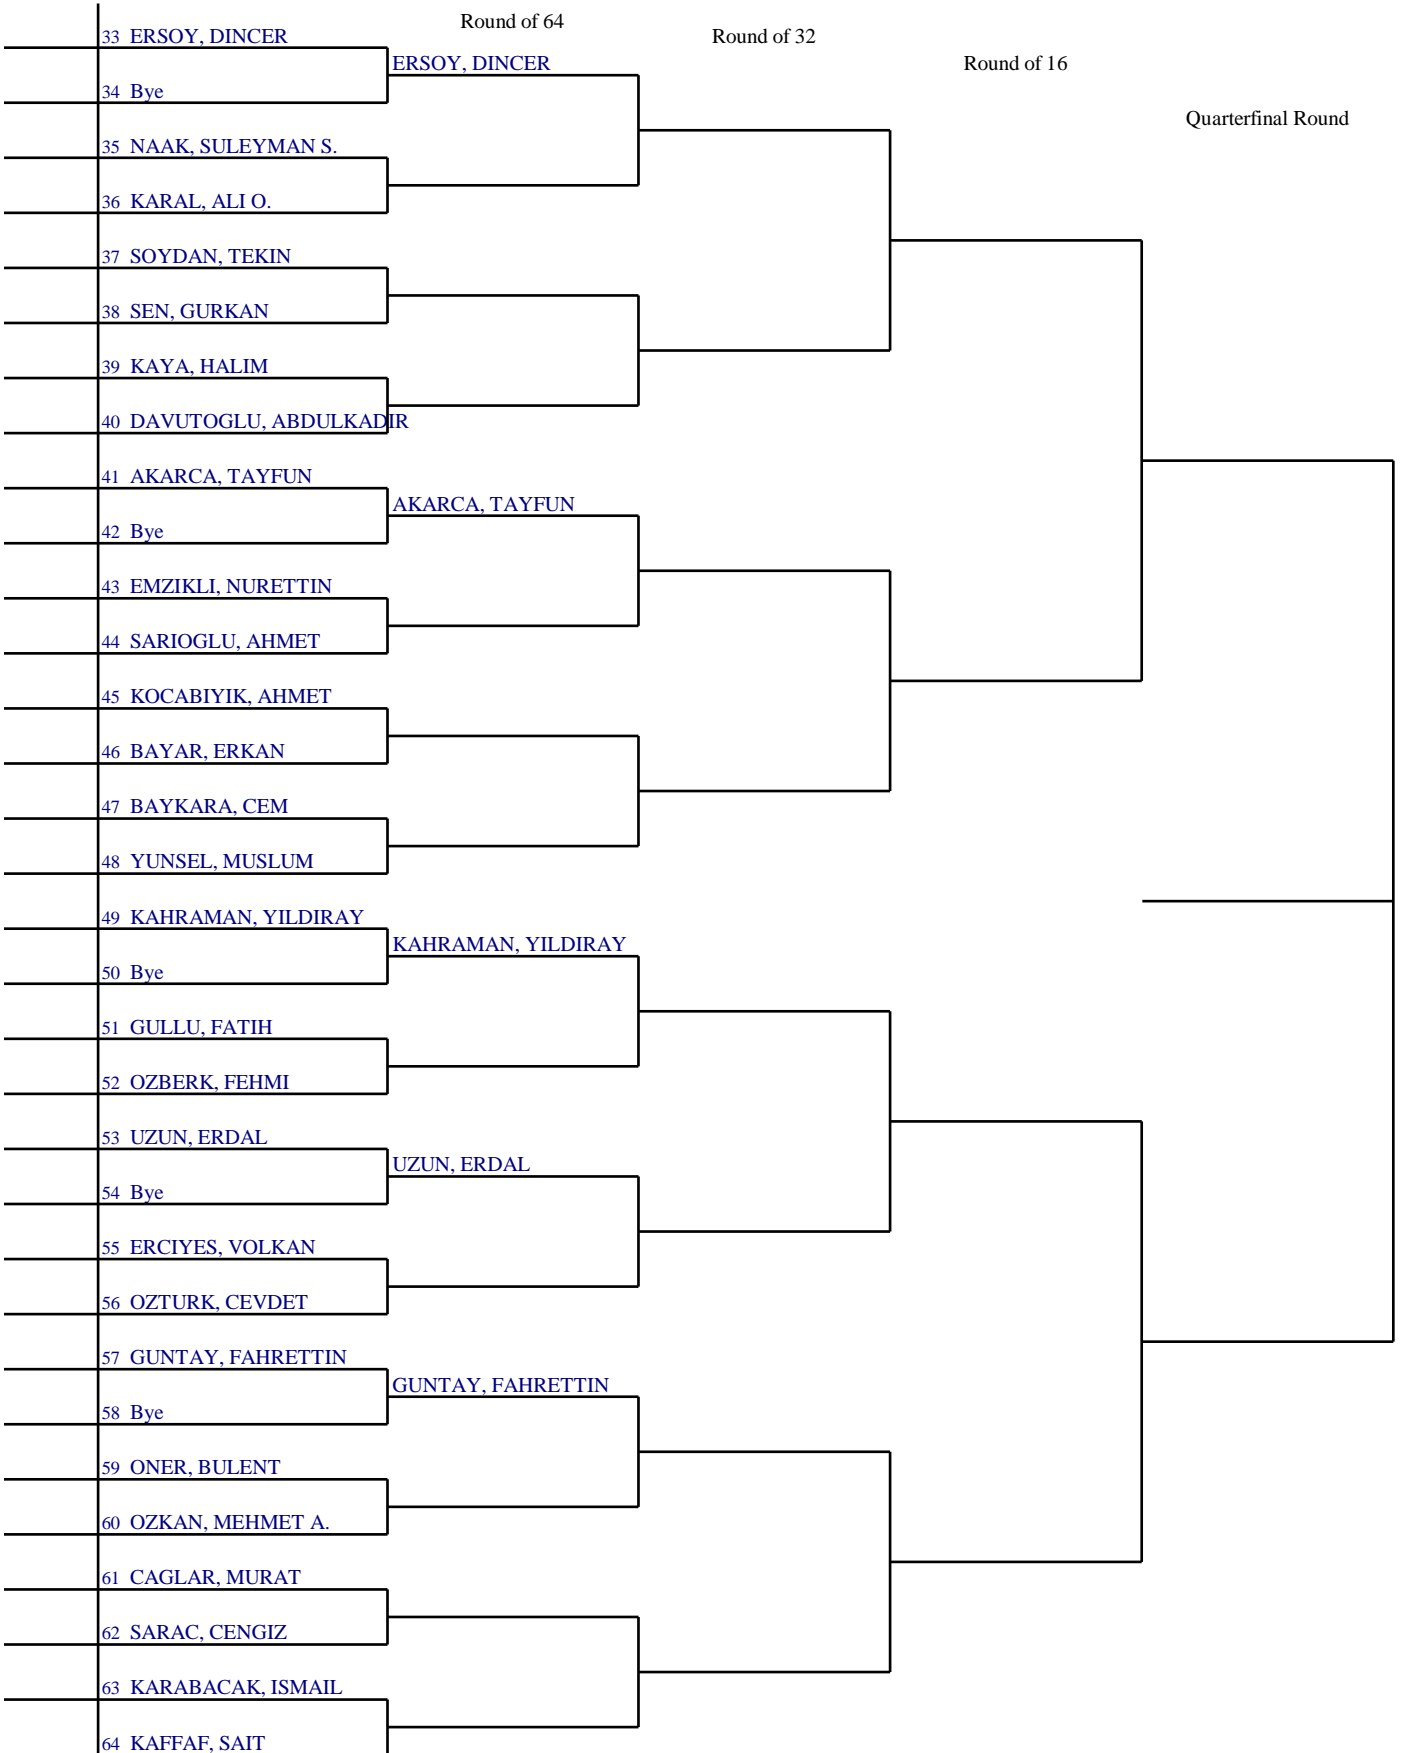 Round of 64
Round of 32
Round of 16
Quarterfinal Round
33 ERSOY, DINCER
ERSOY, DINCER
34 Bye
35 NAAK, SULEYMAN S.
36 KARAL, ALI O.
37 SOYDAN, TEKIN
38 SEN, GURKAN
39 KAYA, HALIM
40 DAVUTOGLU, ABDULKADIR
41 AKARCA, TAYFUN
AKARCA, TAYFUN
42 Bye
43 EMZIKLI, NURETTIN
44 SARIOGLU, AHMET
45 KOCABIYIK, AHMET
46 BAYAR, ERKAN
47 BAYKARA, CEM
48 YUNSEL, MUSLUM
49 KAHRAMAN, YILDIRAY
KAHRAMAN, YILDIRAY
50 Bye
51 GULLU, FATIH
52 OZBERK, FEHMI
53 UZUN, ERDAL
UZUN, ERDAL
54 Bye
55 ERCIYES, VOLKAN
56 OZTURK, CEVDET
57 GUNTAY, FAHRETTIN
GUNTAY, FAHRETTIN
58 Bye
59 ONER, BULENT
60 OZKAN, MEHMET A.
61 CAGLAR, MURAT
62 SARAC, CENGIZ
63 KARABACAK, ISMAIL
64 KAFFAF, SAIT